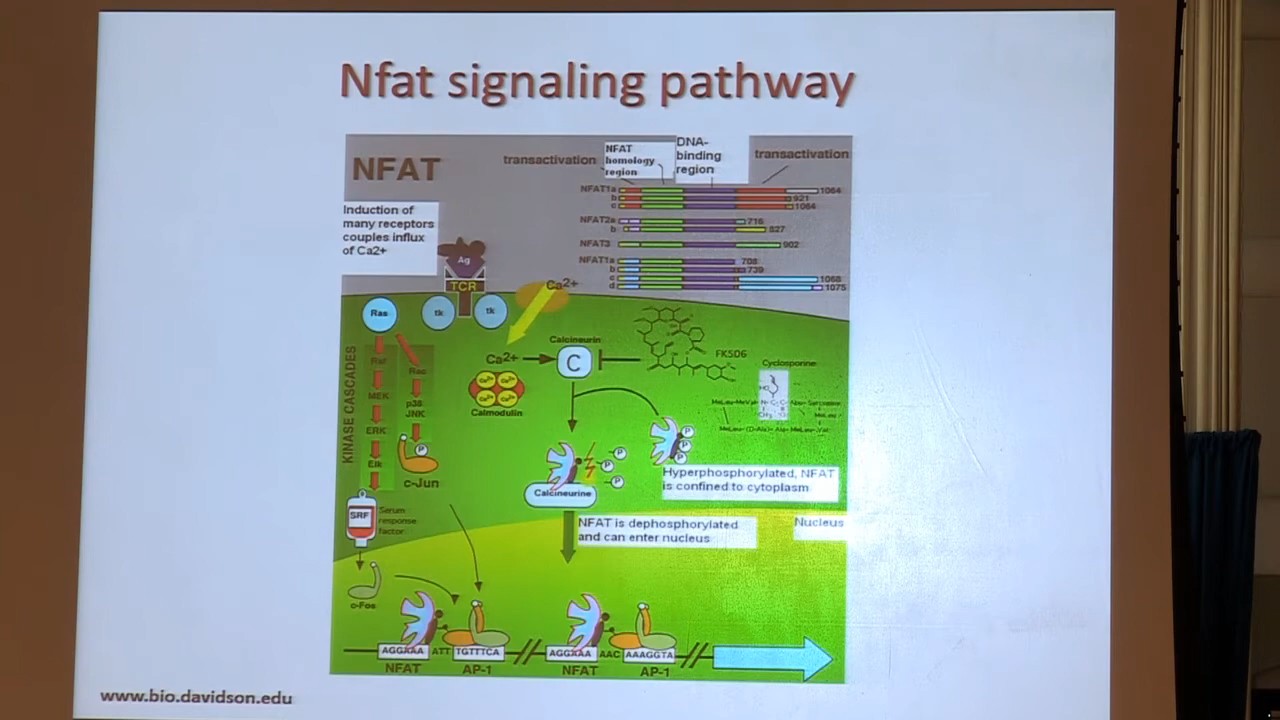 Nfat signaling pathway
NFAT
transactivation
NFAT
homology
region
DNA-
binding
region
transactivation
NFAT1a
1064
b
921
c
1064
NFAT2a
716
b
827
NFAT3
902
NFAT1a
708
b
739
c
1068
d
1075
Induction of
many receptors
couples influx
of Ca2+
Ag
TCR
tk
tk
Ca2+
Ras
KINASE CASCADES
Raf
MEK
ERK
Elk
Rac
p38
JNK
P
c-Jun
SRF
Serum
response
factor
c-Fos
Ca2+
Calmodulin
Calcineurin
C
FK506
Cyclosponne
P
P
P
Hyperphosphorylated, NFAT
is confined to cytoplasm
P
P
P
Calcineurine
NFAT is dephosphorylated
and can enter nucleus
Nucleus
AGGAAA ATT TGTTTCA
NFAT
AP-1
AGGAAA AAC AAAGGTA
NFAT
AP-1
www.bio.davidson.edu